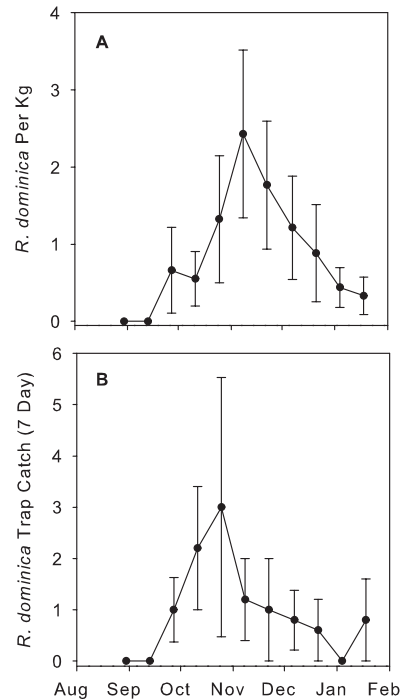 A
R. dominica Per Kg
4
3
2
1
0
B
R. dominica Trap Catch (7 Day)
6
5
4
3
2
1
0
Aug Sep Oct Nov Dec Jan Feb